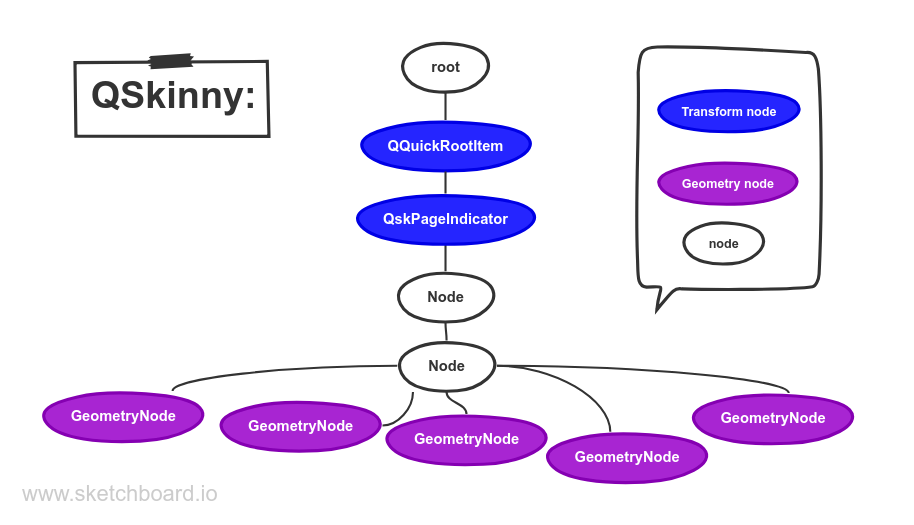 QSkinny:
root
QQuickRootItem
QskPageIndicator
Node
Node
GeometryNode
GeometryNode
GeometryNode
GeometryNode
GeometryNode
Transform node
Geometry node
node
www.sketchboard.io